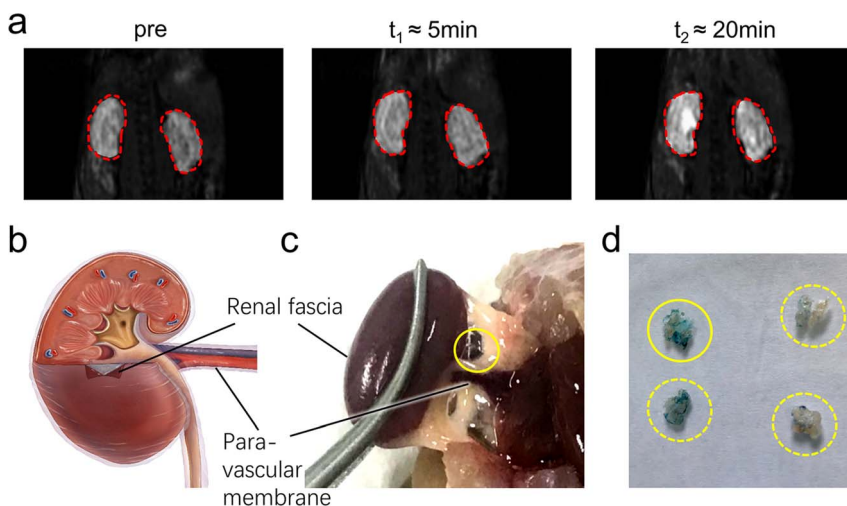 a
pre
t₁ ≈ 5min
t₂ ≈ 20min
b
c
d
Renal fascia
Para-
vascular
membrane